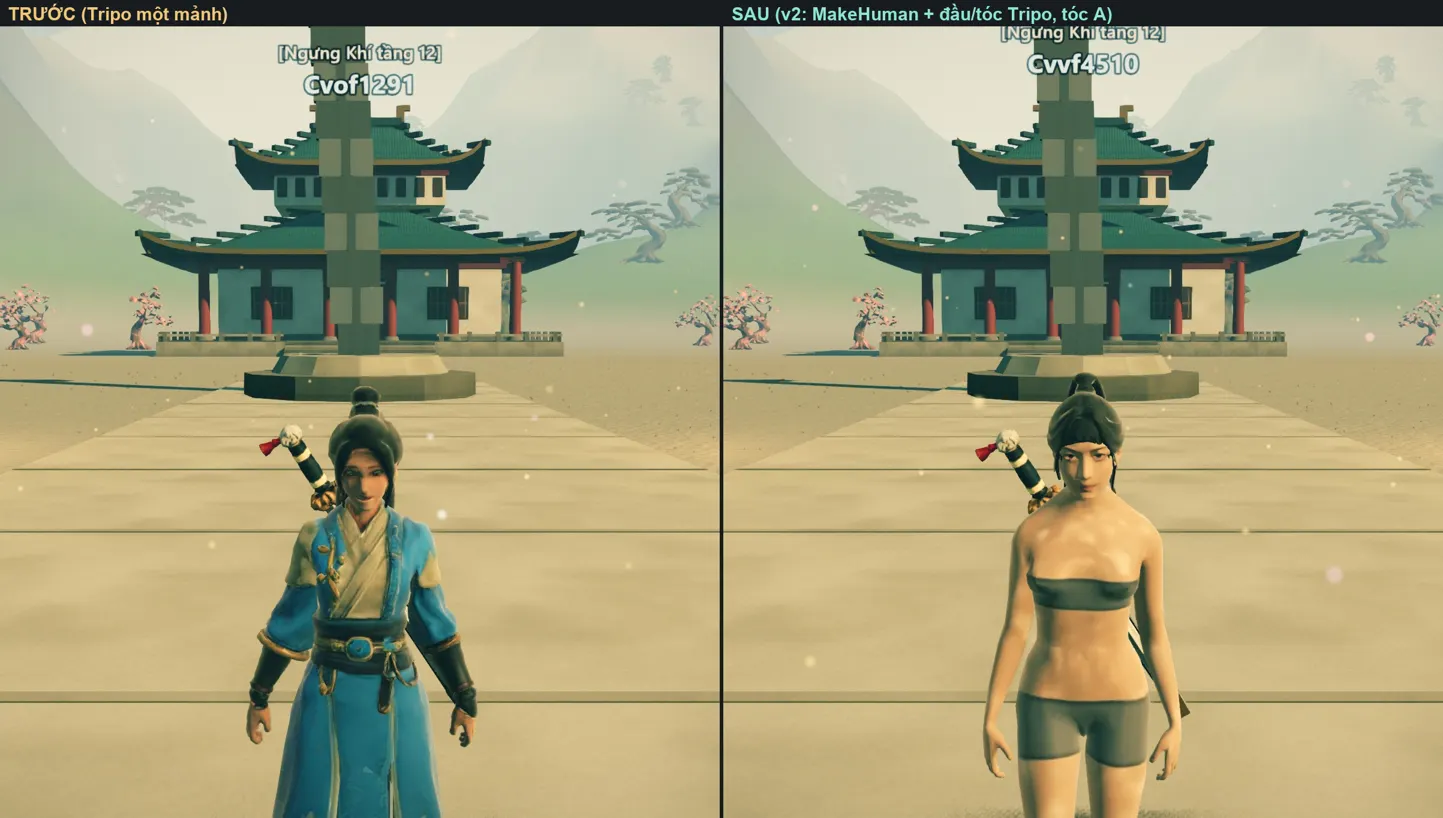 TRƯỚC (Tripo một mảnh)
[Ngưng Khí tầng 12]
Cvof1291
SAU (v2: MakeHuman + đầu/tóc Tripo, tóc A)
[Ngưng Khí tầng 12]
Cvvf4510